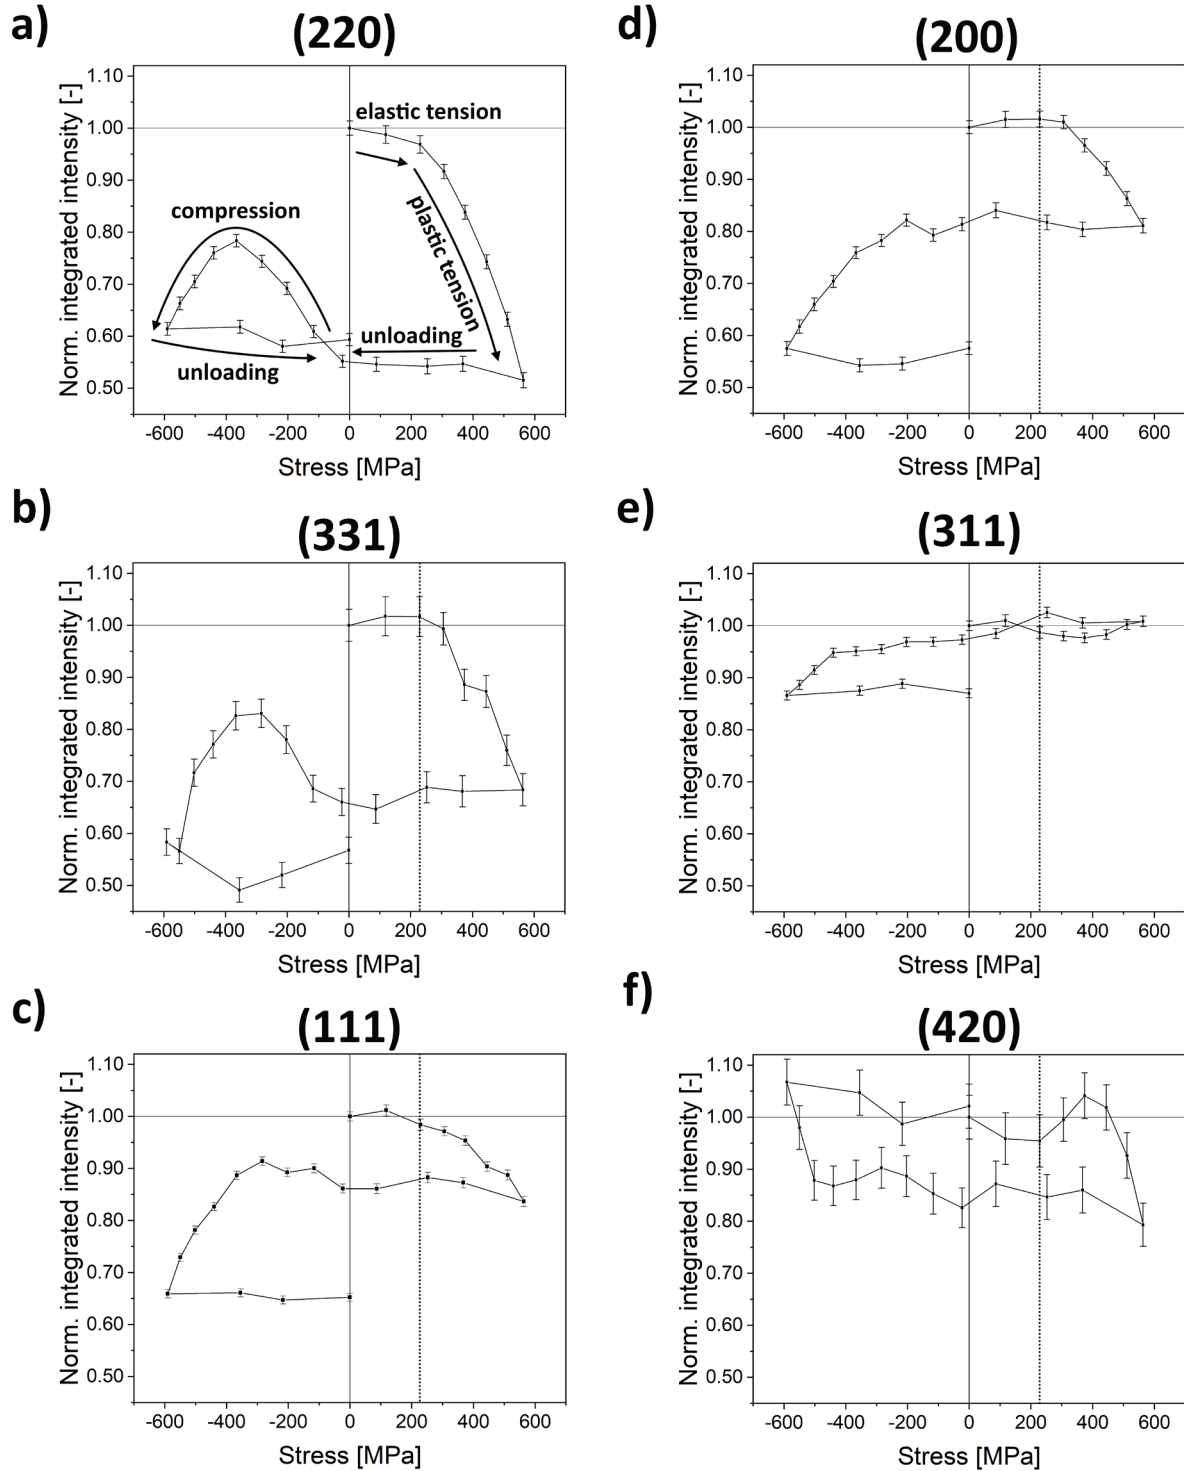 a)
(220)
Norm. integrated intensity [-]
1.10
1.00
0.90
0.80
0.70
0.60
0.50
elastic tension
plastic tension
compression
unloading
unloading
-600 -400 -200 0 200 400 600
Stress [MPa]
d)
(200)
Norm. integrated intensity [-]
1.10
1.00
0.90
0.80
0.70
0.60
0.50
-600 -400 -200 0 200 400 600
Stress [MPa]
b)
(331)
Norm. integrated intensity [-]
1.10
1.00
0.90
0.80
0.70
0.60
0.50
-600 -400 -200 0 200 400 600
Stress [MPa]
e)
(311)
Norm. integrated intensity [-]
1.10
1.00
0.90
0.80
0.70
0.60
0.50
-600 -400 -200 0 200 400 600
Stress [MPa]
c)
(111)
Norm. integrated intensity [-]
1.10
1.00
0.90
0.80
0.70
0.60
0.50
-600 -400 -200 0 200 400 600
Stress [MPa]
f)
(420)
Norm. integrated intensity [-]
1.10
1.00
0.90
0.80
0.70
0.60
0.50
-600 -400 -200 0 200 400 600
Stress [MPa]